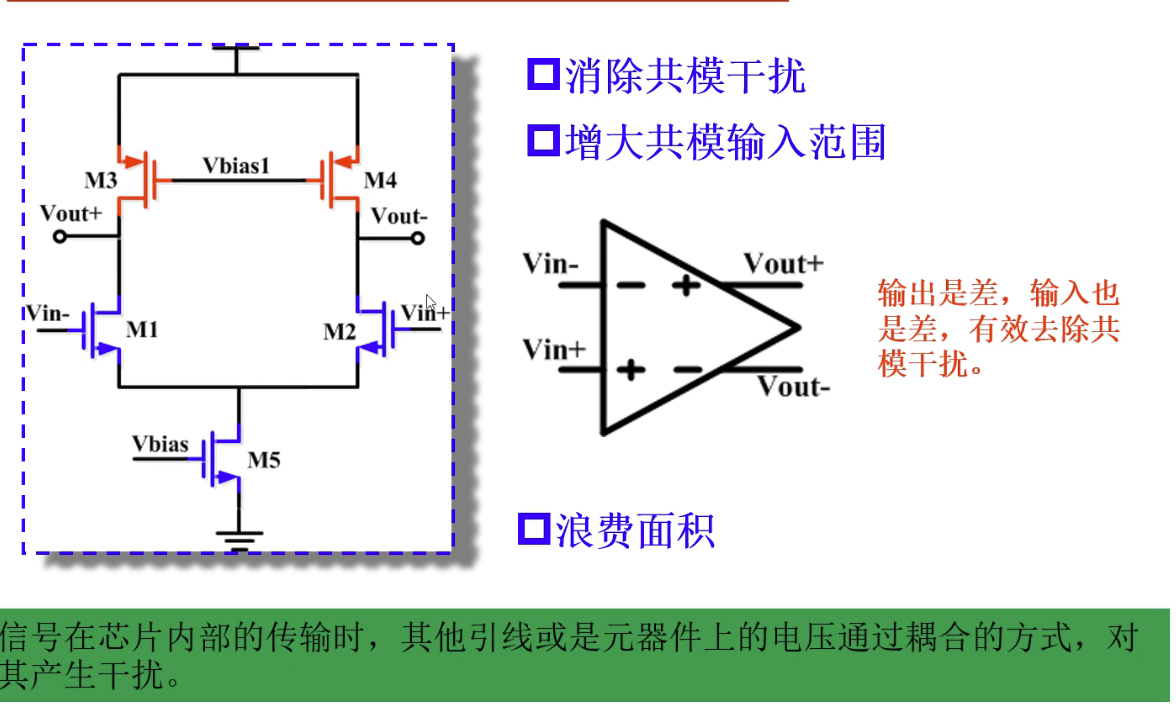 消除共模干扰
增大共模输入范围
M3
Vbias1
M4
Vout+
Vout-
Vin-
M1
M2
Vin+
Vbias
M5
Vin-
Vout+
- +
Vin+
+ -
Vout-
输出是差，输入也
是差，有效去除共
模干扰。
浪费面积
信号在芯片内部的传输时，其他引线或是元器件上的电压通过耦合的方式，对
其产生干扰。